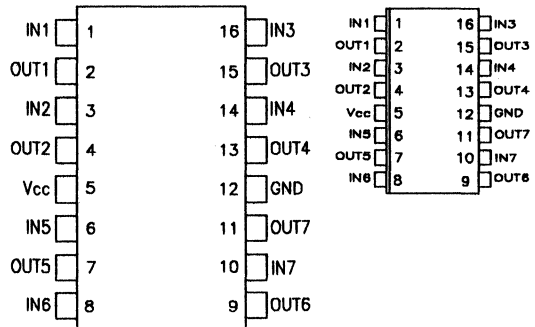 IN1 1 16 IN3
OUT1 2 15 OUT3
IN2 3 14 IN4
OUT2 4 13 OUT4
Vcc 5 12 GND
IN5 6 11 OUT7
OUT5 7 10 IN7
IN6 8 9 OUT6
IN1 1 16 IN3
OUT1 2 15 OUT3
IN2 3 14 IN4
OUT2 4 13 OUT4
Vcc 5 12 GND
IN5 6 11 OUT7
OUT5 7 10 IN7
IN6 8 9 OUT6